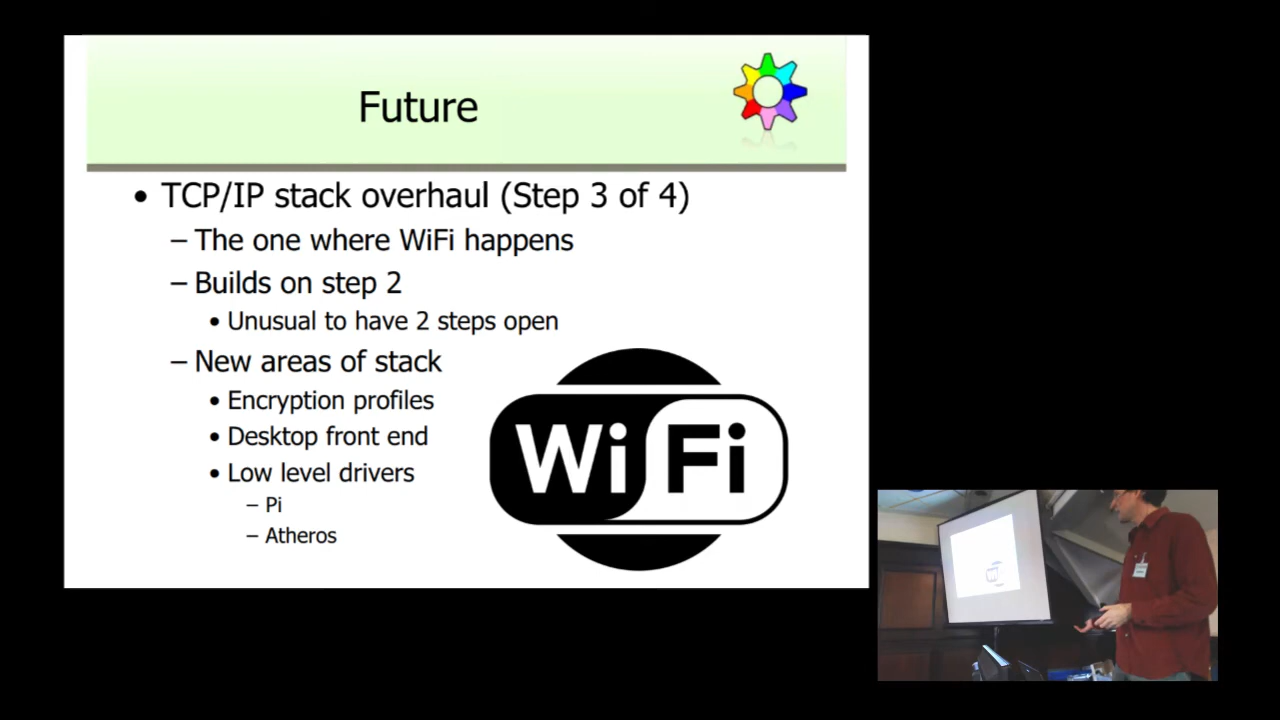 Future
• TCP/IP stack overhaul (Step 3 of 4)
– The one where WiFi happens
– Builds on step 2
• Unusual to have 2 steps open
– New areas of stack
• Encryption profiles
• Desktop front end
• Low level drivers
– Pi
– Atheros
WiFi